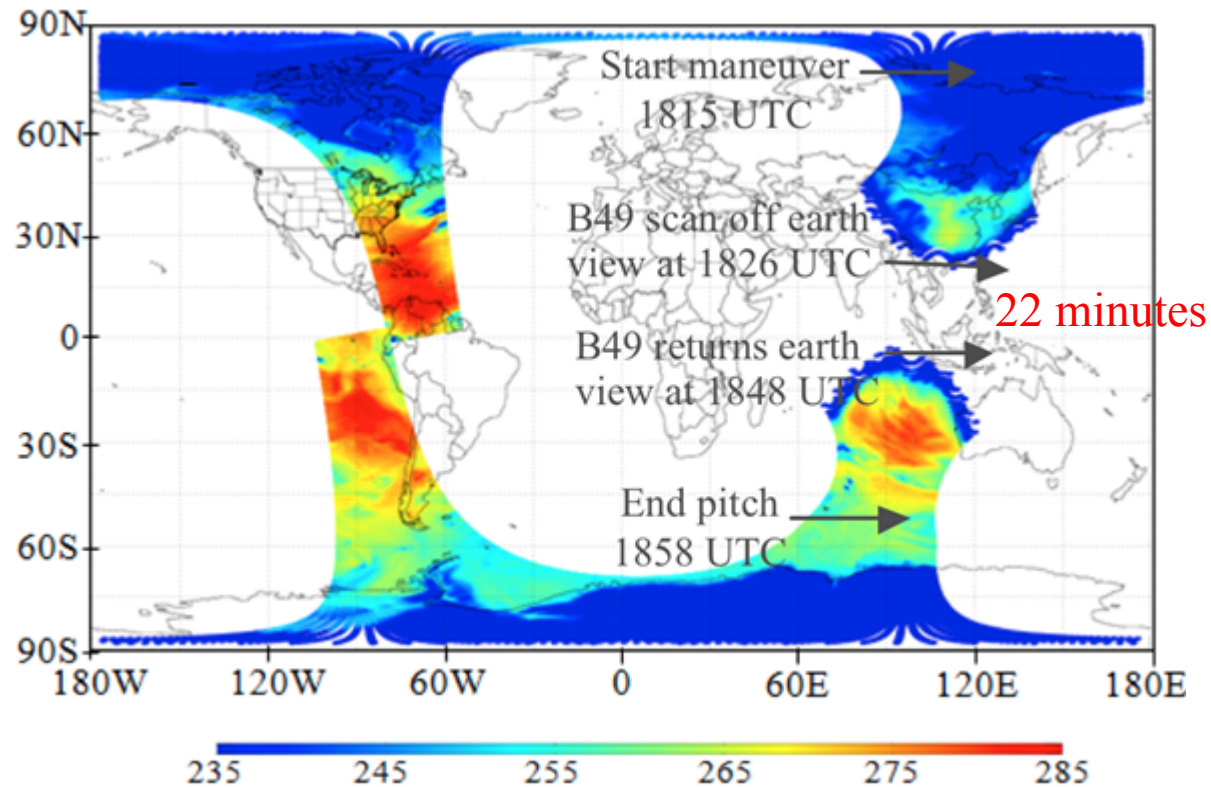 90N
Start maneuver
1815 UTC
60N
B49 scan off earth
30N
view at 1826 UTC
22 minutes
0
B49 returns earth
view at 1848 UTC
30S
End pitch
1858 UTC
60S
90S
180W 120W 60W 0 60E 120E 180E
235 245 255 265 275 285